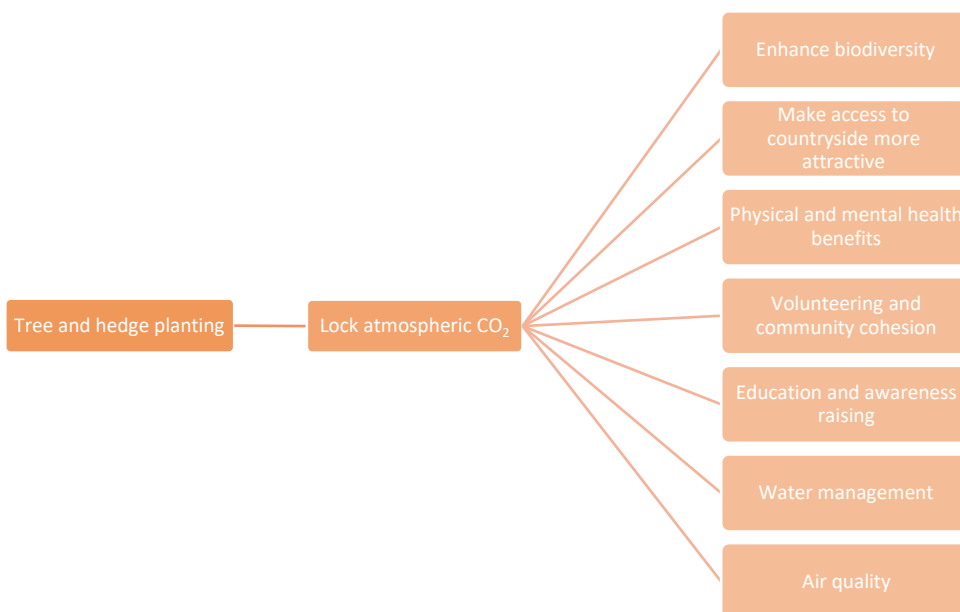 Enhance biodiversity
Make access to
countryside more
attractive
Physical and mental health
benefits
Tree and hedge planting
Lock atmospheric CO₂
Volunteering and
community cohesion
Education and awareness
raising
Water management
Air quality